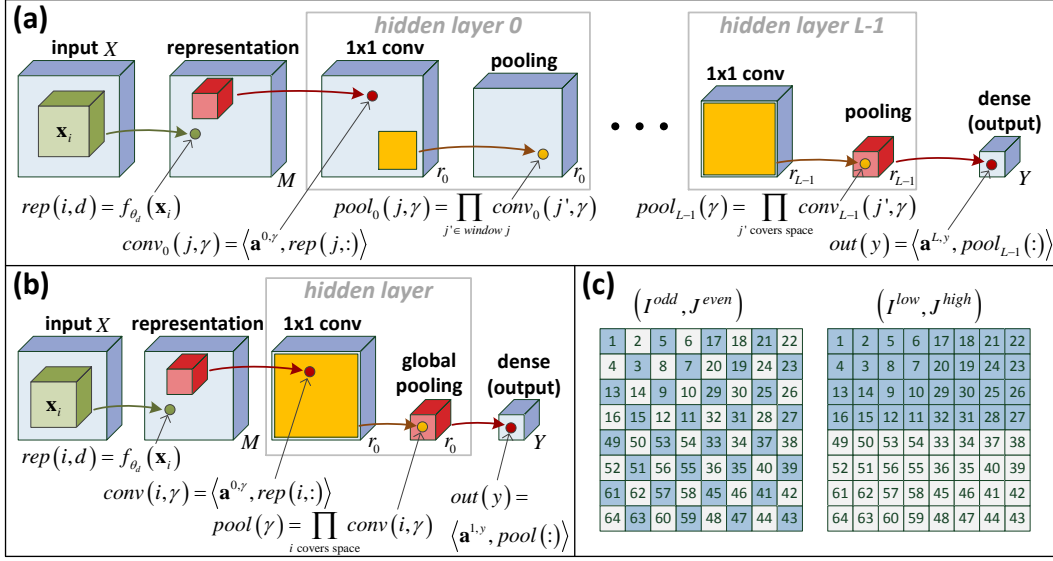 (a)
hidden layer 0
hidden layer L-1
input X
representation
1x1 conv
pooling
1x1 conv
pooling
dense
(output)
x_i
M
r_0
r_0
r_{L-1}
r_{L-1}
Y
rep(i,d) = f_{θ_d}(x_i)
pool_0(j,γ) = ∏_{j'∈ window j} conv_0(j',γ)
pool_{L-1}(γ) = ∏_{j' covers space} conv_{L-1}(j',γ)
conv_0(j,γ) = ⟨a^{0,γ}, rep(j,:)⟩
out(y) = ⟨a^{L,y}, pool_{L-1}(:)⟩
(b)
hidden layer
input X
representation
1x1 conv
global
pooling
dense
(output)
x_i
M
r_0
r_0
Y
rep(i,d) = f_{θ_d}(x_i)
conv(i,γ) = ⟨a^{0,γ}, rep(i,:)⟩
pool(γ) = ∏_{i covers space} conv(i,γ)
out(y) =
⟨a^{1,y}, pool(:)⟩
(c)
(I^{odd}, J^{even})
1 2 5 6 17 18 21 22
4 3 8 7 20 19 24 23
13 14 9 10 29 30 25 26
16 15 12 11 32 31 28 27
49 50 53 54 33 34 37 38
52 51 56 55 36 35 40 39
61 62 57 58 45 46 41 42
64 63 60 59 48 47 44 43
(I^{low}, J^{high})
1 2 5 6 17 18 21 22
4 3 8 7 20 19 24 23
13 14 9 10 29 30 25 26
16 15 12 11 32 31 28 27
49 50 53 54 33 34 37 38
52 51 56 55 36 35 40 39
61 62 57 58 45 46 41 42
64 63 60 59 48 47 44 43